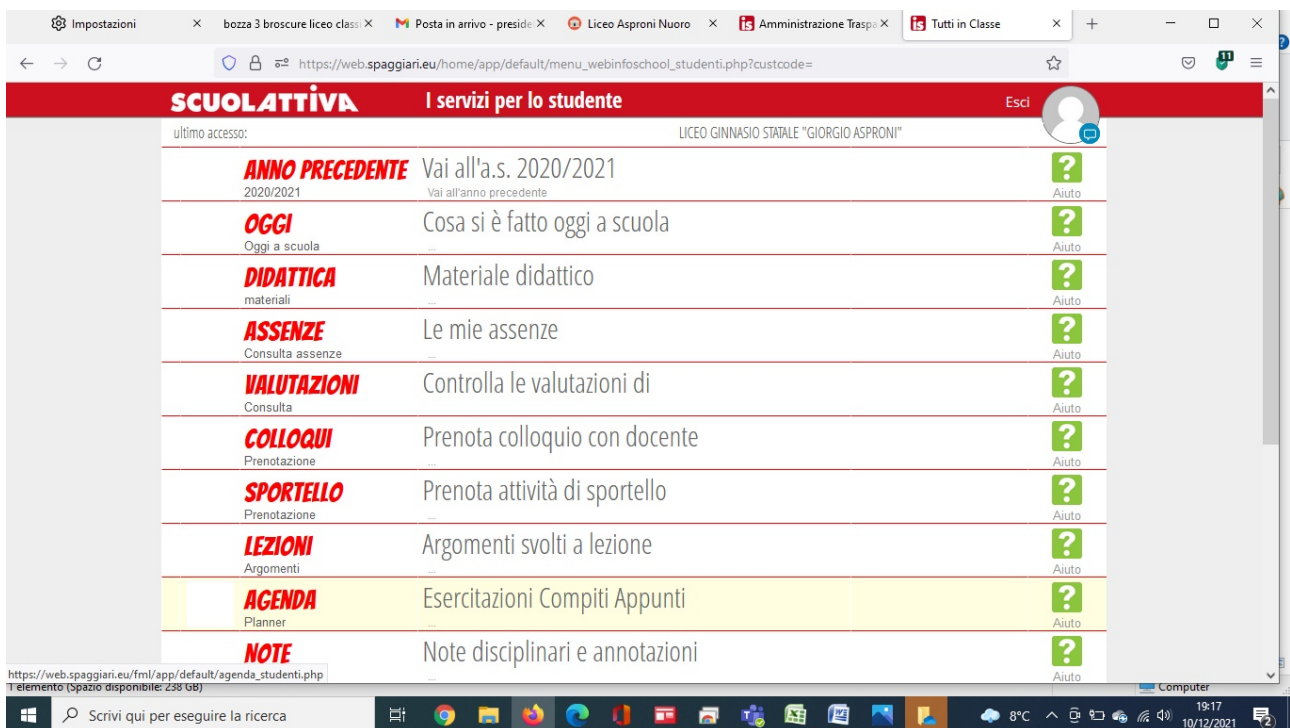 Impostazioni
bozza 3 broscure liceo classi
Posta in arrivo - preside
Liceo Asproni Nuoro
Amministrazione Traspa
Tutti in Classe
https://web.spaggiari.eu/home/app/default/menu_webinfoschool_studenti.php?custcode=
11
SCUOLATTIVA
I servizi per lo studente
Esci
ultimo accesso:
LICEO GINNASIO STATALE "GIORGIO ASPRONI"
ANNO PRECEDENTE Vai all'a.s. 2020/2021
2020/2021 Vai all'anno precedente Aiuto
OGGI Cosa si è fatto oggi a scuola
Oggi a scuola ... Aiuto
DIDATTICA Materiale didattico
materiali ... Aiuto
ASSENZE Le mie assenze
Consulta assenze ... Aiuto
VALUTAZIONI Controlla le valutazioni di
Consulta Aiuto
COLLOQUI Prenota colloquio con docente
Prenotazione ... Aiuto
SPORTELLO Prenota attività di sportello
Prenotazione ... Aiuto
LEZIONI Argomenti svolti a lezione
Argomenti ... Aiuto
AGENDA Esercitazioni Compiti Appunti
Planner ... Aiuto
NOTE Note disciplinari e annotazioni
... Aiuto
https://web.spaggiari.eu/fml/app/default/agenda_studenti.php
1 elemento (Spazio disponibile: 238 GB)
Computer
Scrivi qui per eseguire la ricerca
8°C
19:17
10/12/2021
2